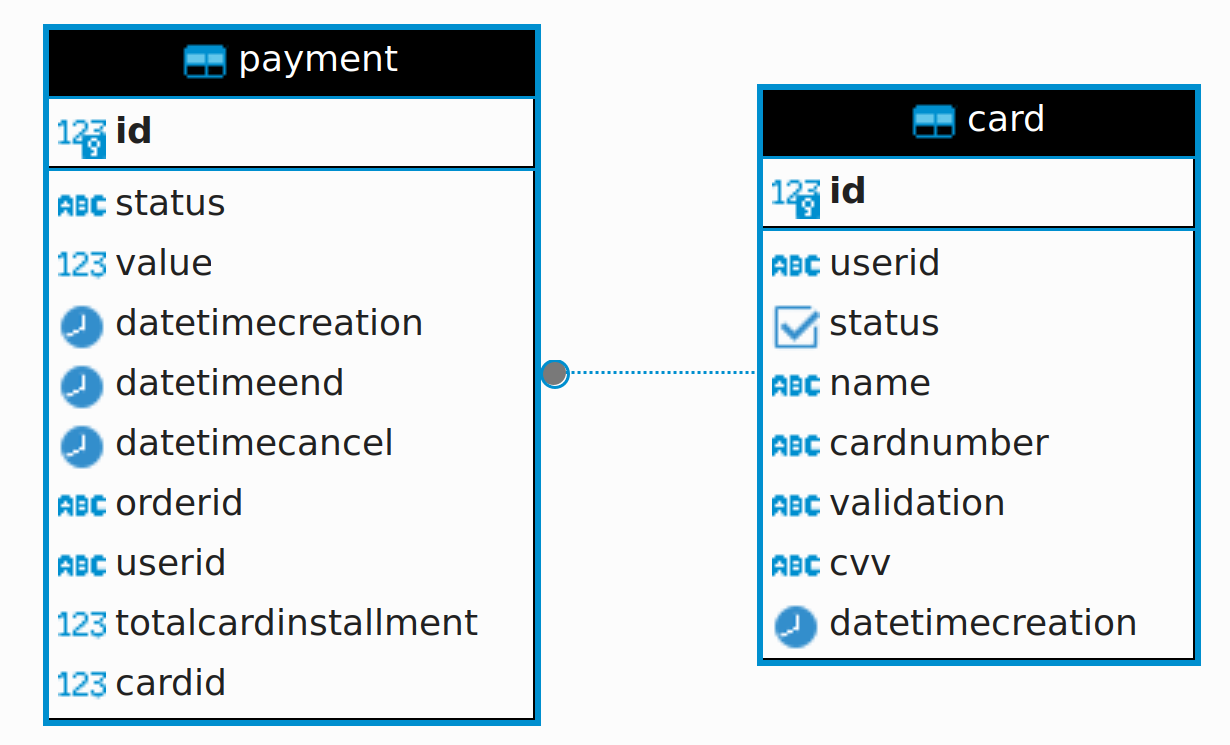 payment
123 id
ABC status
123 value
datetimecreation
datetimeend
datetimecancel
ABC orderid
ABC userid
123 totalcardinstallment
123 cardid
card
123 id
ABC userid
status
ABC name
ABC cardnumber
ABC validation
ABC cvv
datetimecreation